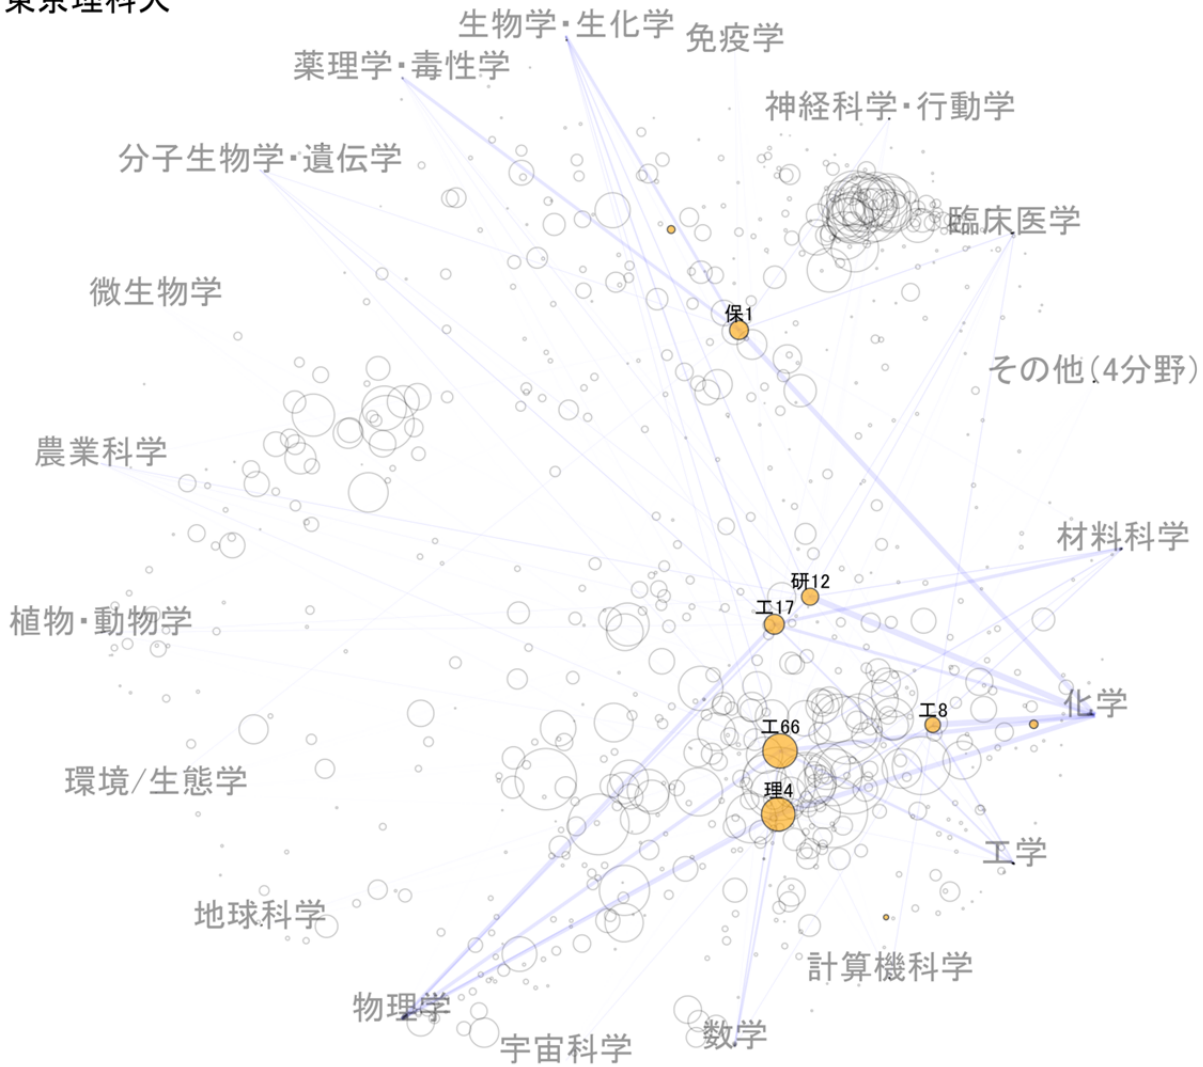 東京理科大
生物学・生化学
免疫学
薬理学・毒性学
神経科学・行動学
分子生物学・遺伝学
臨床医学
微生物学
保1
その他(4分野)
農業科学
材料科学
研12
工17
植物・動物学
化学
工8
工66
環境/生態学
理4
工学
地球科学
計算機科学
物理学
数学
宇宙科学